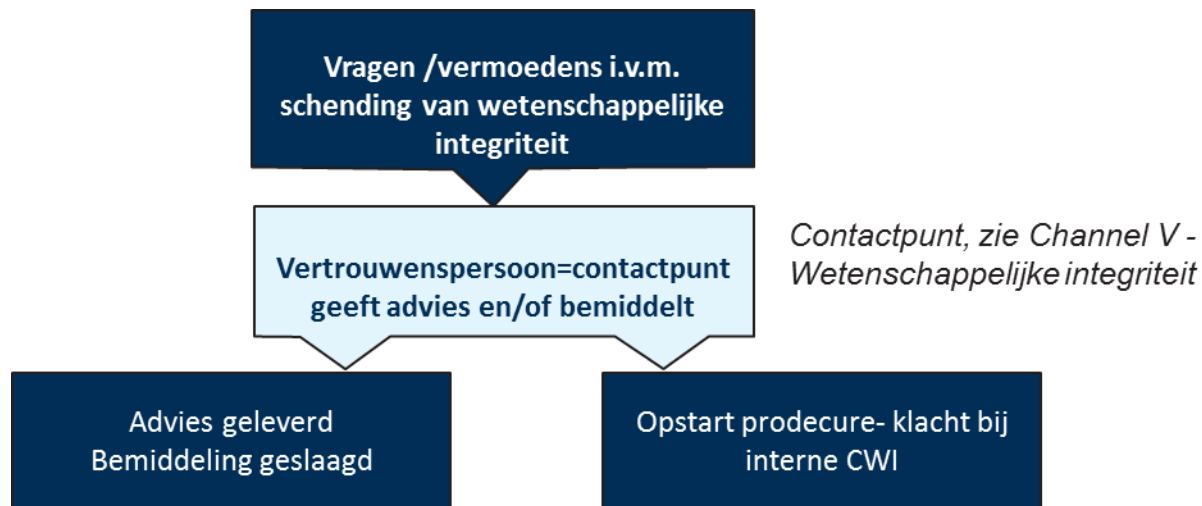 Vragen /vermoedens i.v.m.
schending van wetenschappelijke
integriteit
Vertrouwenspersoon=contactpunt
geeft advies en/of bemiddelt
Contactpunt, zie Channel V -
Wetenschappelijke integriteit
Advies geleverd
Bemiddeling geslaagd
Opstart prodecure- klacht bij
interne CWI